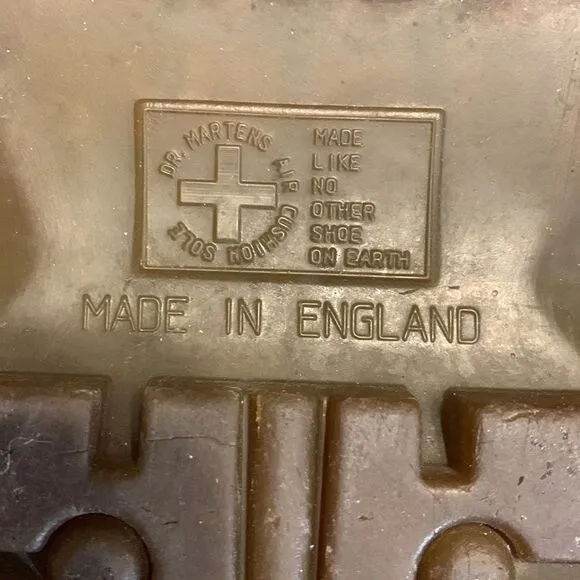 DR. MARTENS AIR CUSHION SOLE
MADE
LIKE
NO
OTHER
SHOE
ON EARTH
MADE IN ENGLAND